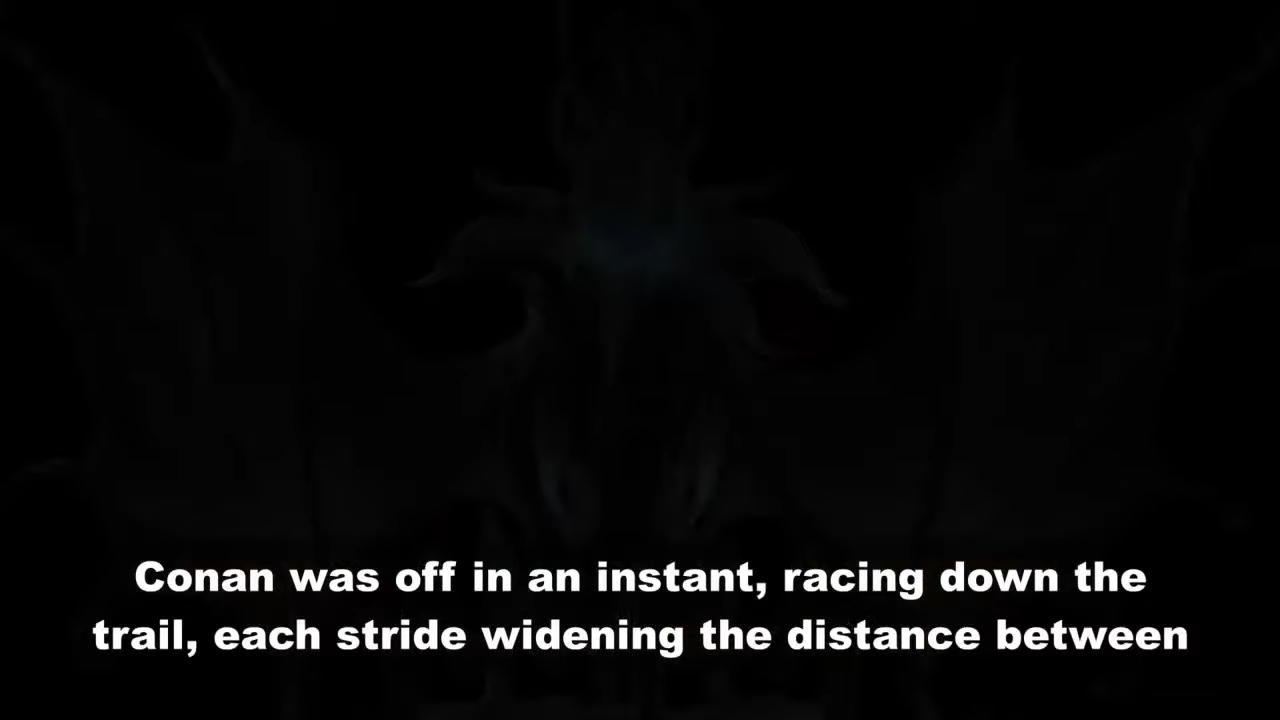 Conan was off in an instant, racing down the
trail, each stride widening the distance between